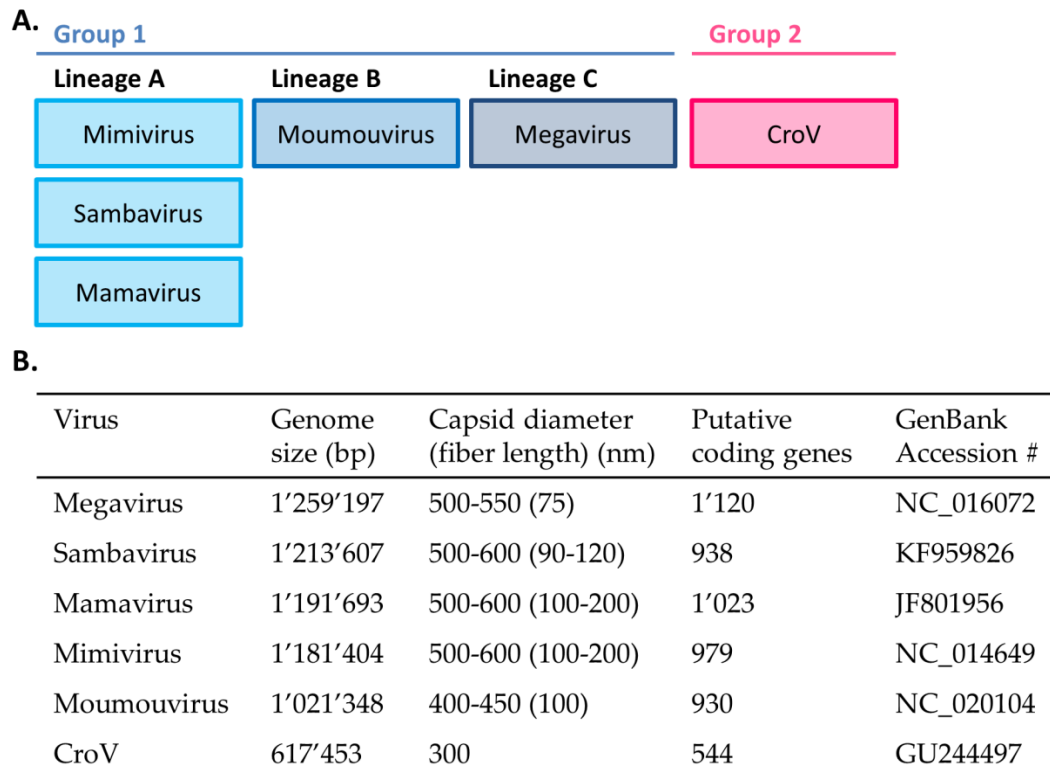 A.
Group 1 Group 2
Lineage A Lineage B Lineage C
Mimivirus Moumouvirus Megavirus CroV
Sambavirus
Mamavirus
B.
Virus Genome Capsid diameter Putative GenBank
size (bp) (fiber length) (nm) coding genes Accession #
Megavirus 1’259’197 500-550 (75) 1’120 NC_016072
Sambavirus 1’213’607 500-600 (90-120) 938 KF959826
Mamavirus 1’191’693 500-600 (100-200) 1’023 JF801956
Mimivirus 1’181’404 500-600 (100-200) 979 NC_014649
Moumouvirus 1’021’348 400-450 (100) 930 NC_020104
CroV 617’453 300 544 GU244497